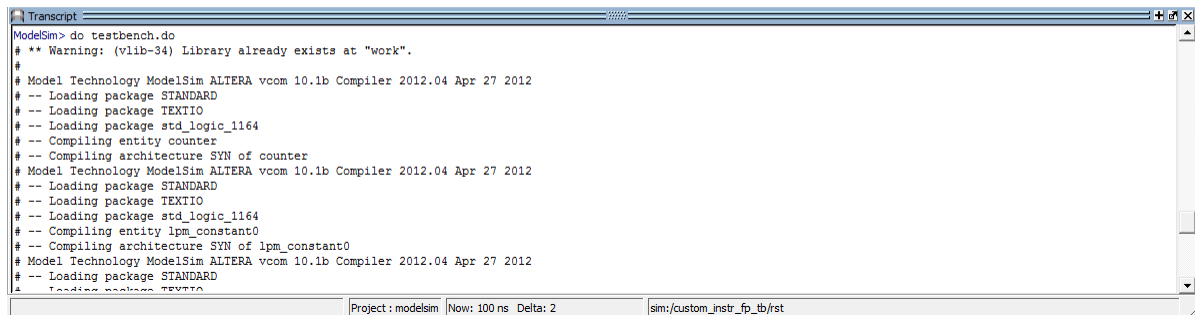 Transcript
ModelSim> do testbench.do
# ** Warning: (vlib-34) Library already exists at "work".
#
# Model Technology ModelSim ALTERA vcom 10.1b Compiler 2012.04 Apr 27 2012
# -- Loading package STANDARD
# -- Loading package TEXTIO
# -- Loading package std_logic_1164
# -- Compiling entity counter
# -- Compiling architecture SYN of counter
# Model Technology ModelSim ALTERA vcom 10.1b Compiler 2012.04 Apr 27 2012
# -- Loading package STANDARD
# -- Loading package TEXTIO
# -- Loading package std_logic_1164
# -- Compiling entity lpm_constant0
# -- Compiling architecture SYN of lpm_constant0
# Model Technology ModelSim ALTERA vcom 10.1b Compiler 2012.04 Apr 27 2012
# -- Loading package STANDARD
# -- Loading package TEXTIO
Project : modelsim Now: 100 ns Delta: 2 sim:/custom_instr_fp_tb/rst